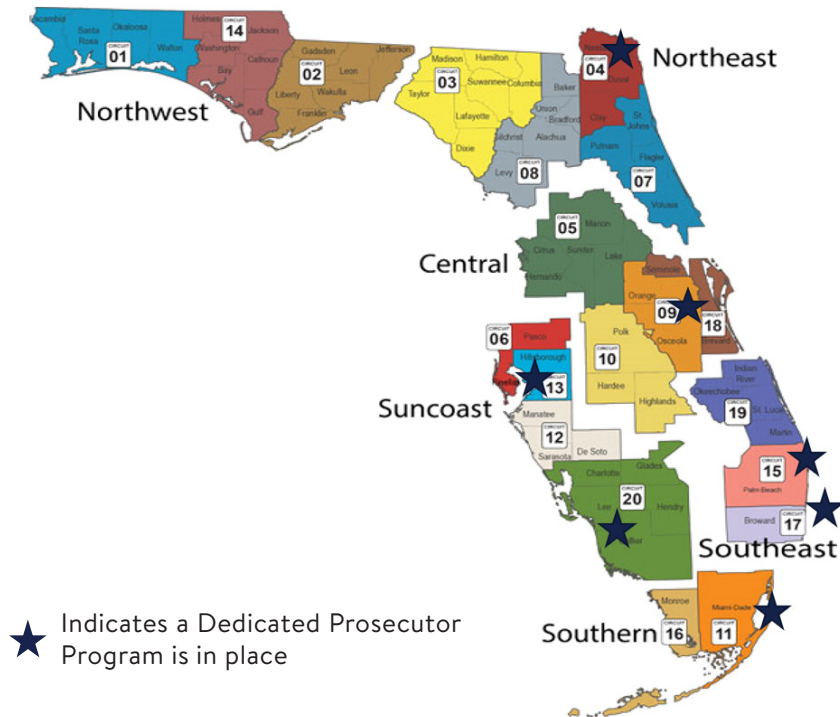 Escambia
Santa
Rosa
Okaloosa
Walton
CIRCUIT
01
Holmes
Jackson
Washington
Calhoun
Bay
Gulf
CIRCUIT
14
Gadsden
Jefferson
Leon
Liberty
Wakulla
Franklin
CIRCUIT
02
Northwest
Madison
Hamilton
Suwannee
Columbia
Taylor
Lafayette
Dixie
CIRCUIT
03
Baker
Union
Bradford
Gilchrist
Alachua
Levy
CIRCUIT
08
Duval
Clay
CIRCUIT
04
Northeast
St
Johns
Putnam
Flagler
Volusia
CIRCUIT
07
Central
Marion
Citrus
Sumter
Lake
Hernando
CIRCUIT
05
Seminole
Brevard
CIRCUIT
18
Orange
Osceola
CIRCUIT
09
Pasco
CIRCUIT
06
Hillsborough
CIRCUIT
13
Polk
Hardee
Highlands
CIRCUIT
10
Suncoast
Manatee
Sarasota
De Soto
CIRCUIT
12
Indian
River
Okeechobee
St. Lucie
Martin
CIRCUIT
19
Palm Beach
CIRCUIT
15
Broward
CIRCUIT
17
Southeast
Charlotte
Glades
Lee
Hendry
CIRCUIT
20
Monroe
CIRCUIT
16
Miami-Dade
CIRCUIT
11
Southern
Indicates a Dedicated Prosecutor
Program is in place